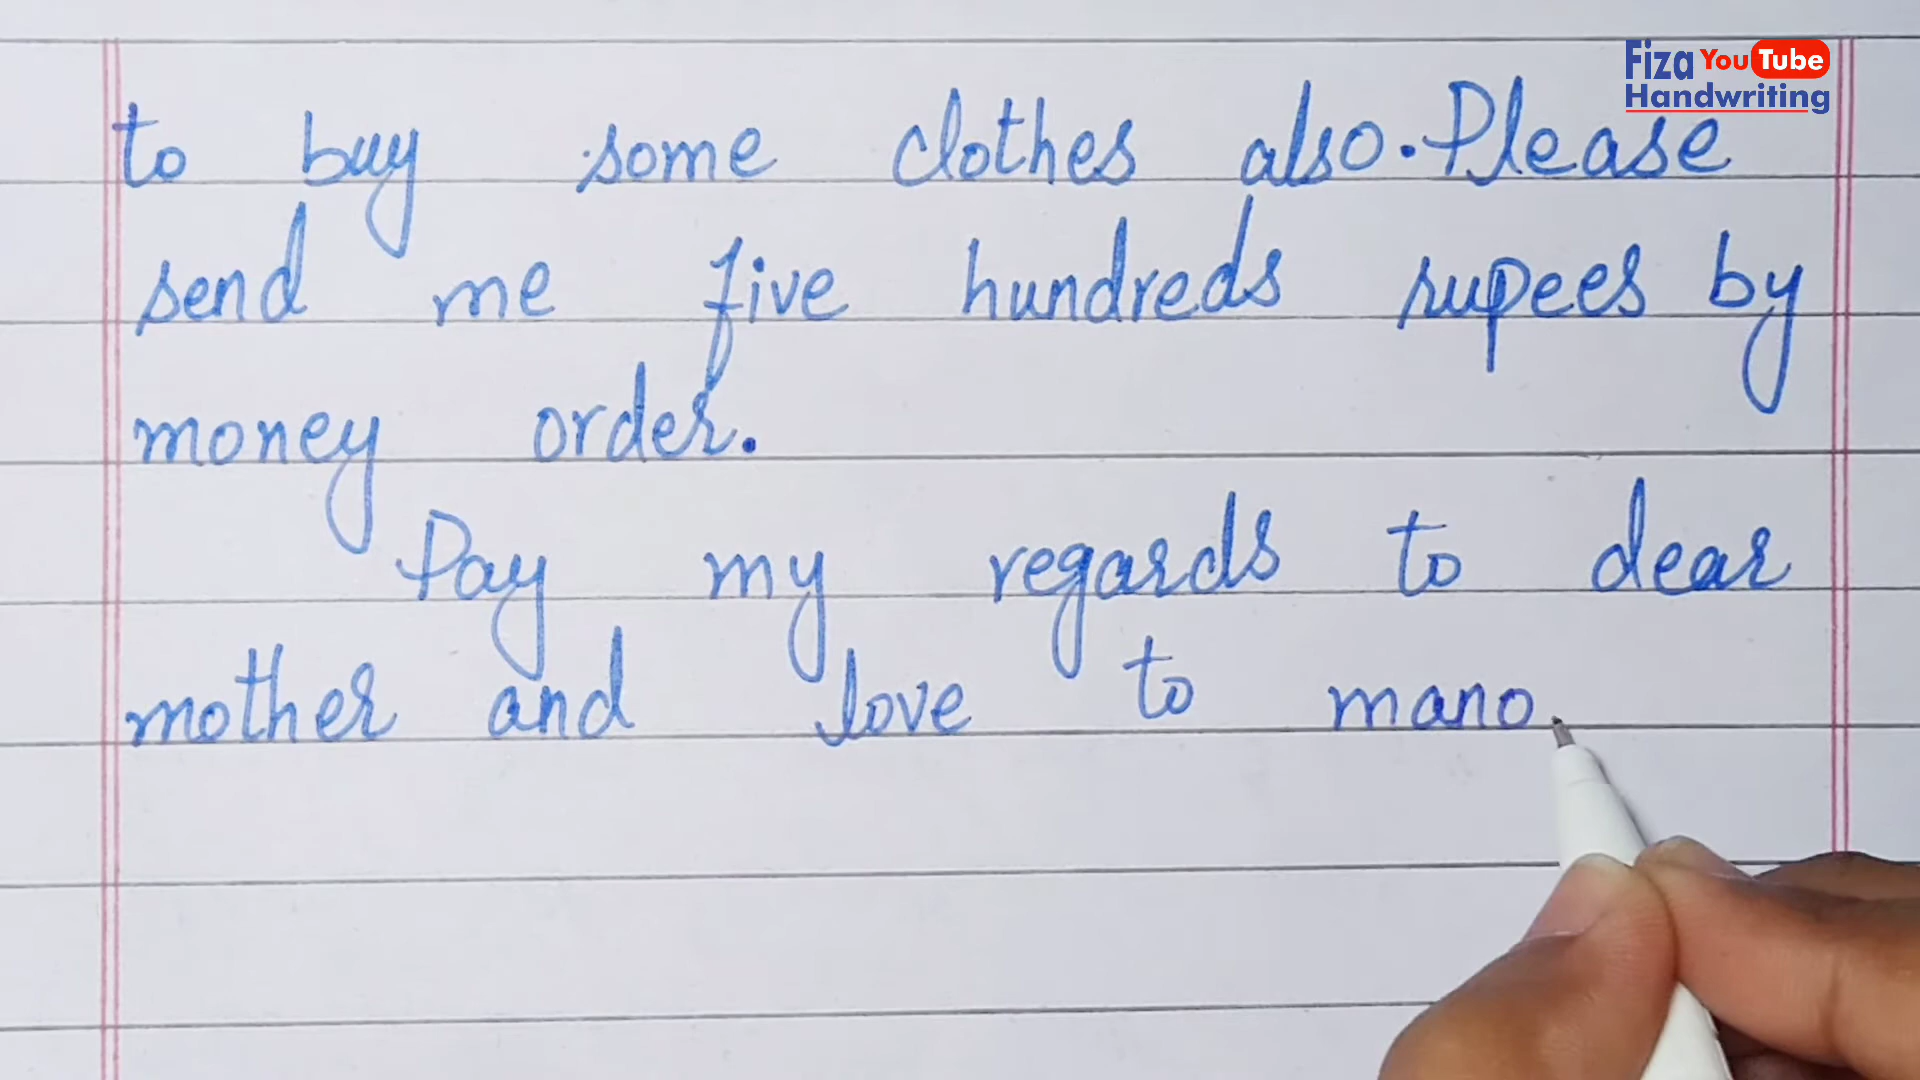 Fiza YouTube
Handwriting
to buy some clothes also. Please
send me five hundreds rupees by
money order.
Pay my regards to dear
mother and love to mano